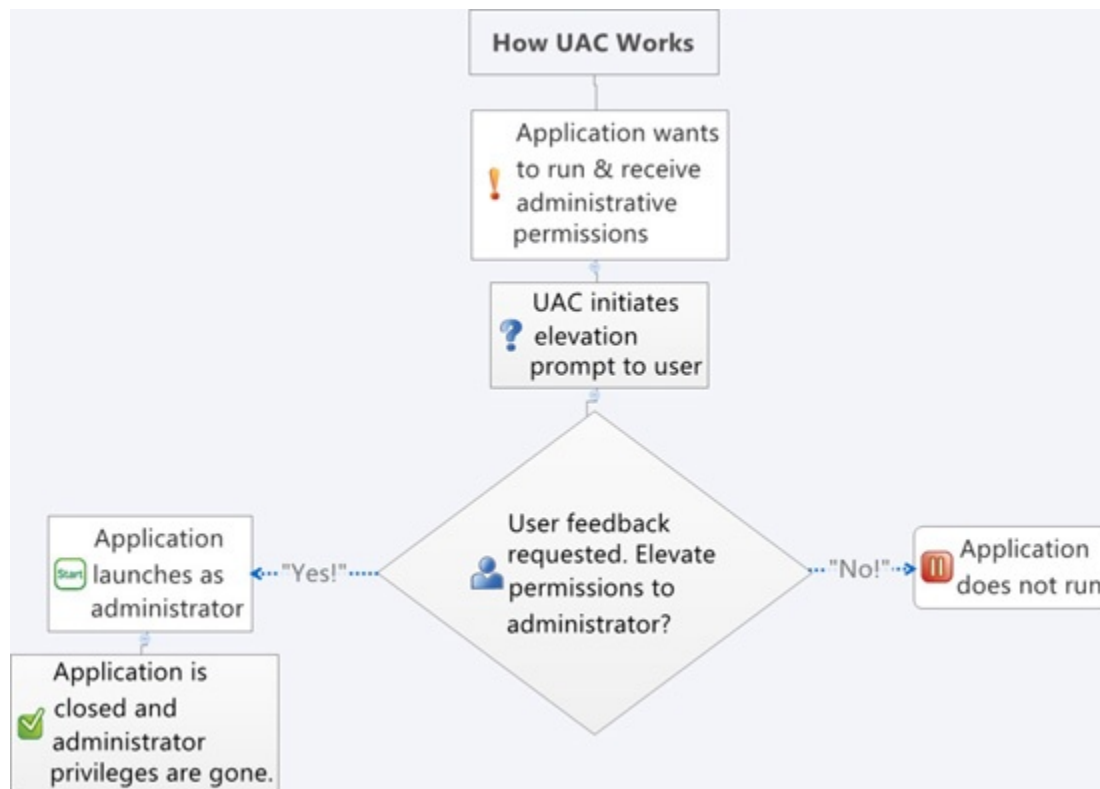 How UAC Works
Application wants
to run & receive
administrative
permissions
UAC initiates
elevation
prompt to user
User feedback
requested. Elevate
permissions to
administrator?
"Yes!"
"No!"
Application
launches as
administrator
Start
Application
does not run
Application is
closed and
administrator
privileges are gone.